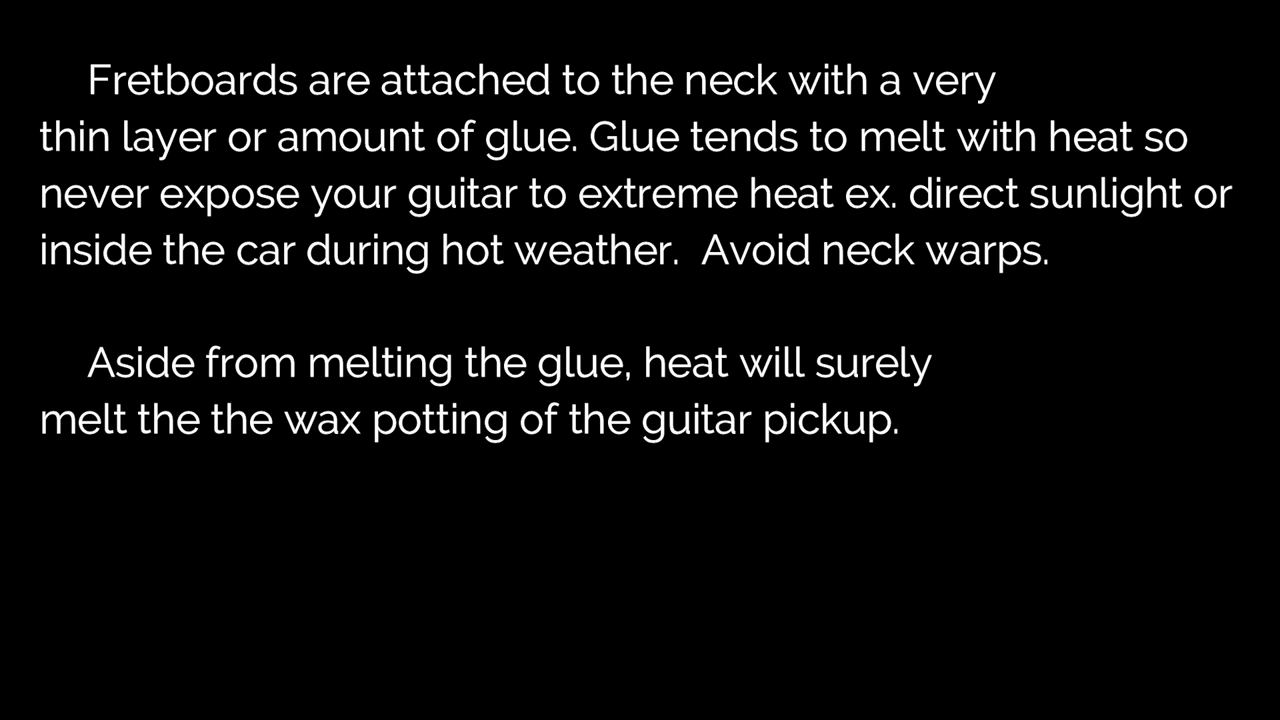 Fretboards are attached to the neck with a very
thin layer or amount of glue. Glue tends to melt with heat so
never expose your guitar to extreme heat ex. direct sunlight or
inside the car during hot weather.  Avoid neck warps.
Aside from melting the glue, heat will surely
melt the the wax potting of the guitar pickup.